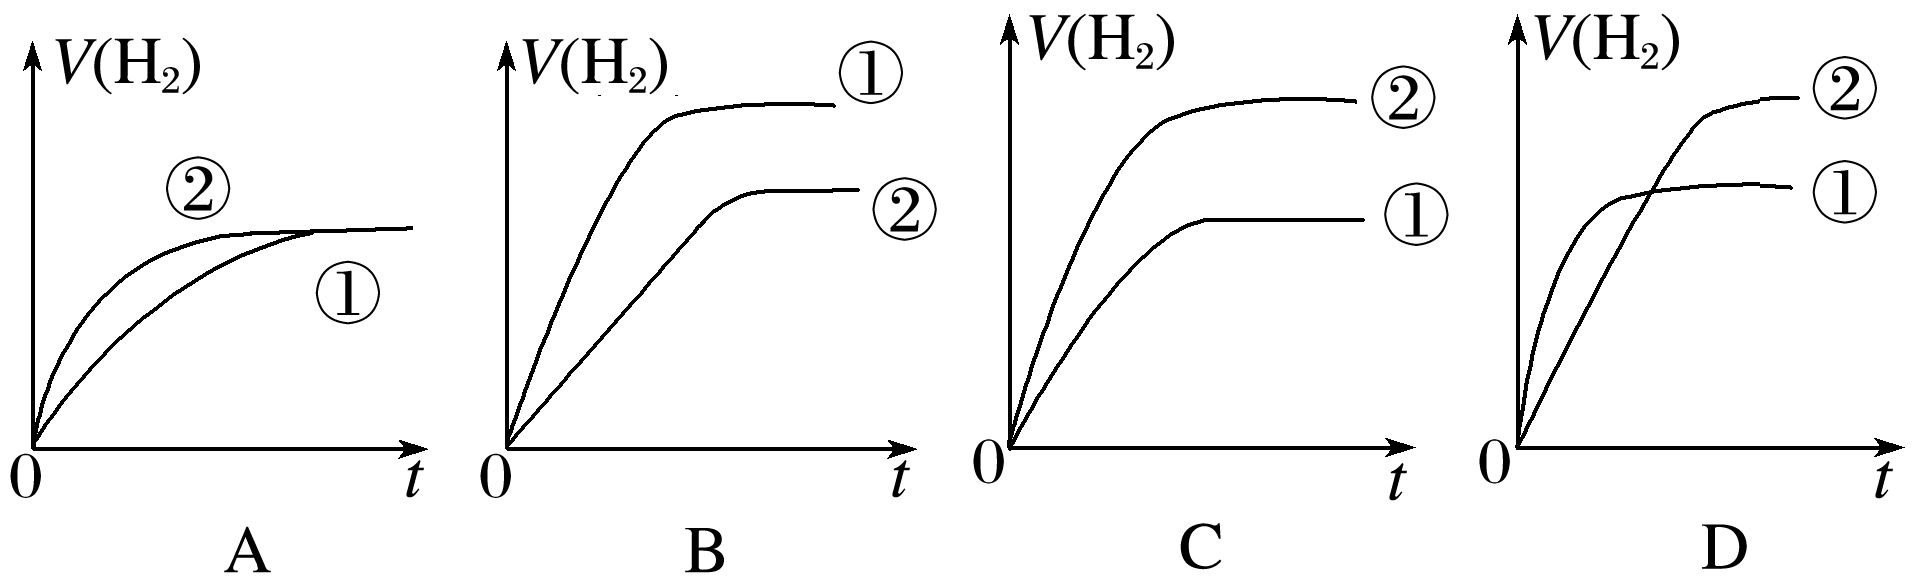 V(H₂)
②
①
0
t
A
V(H₂)
①
②
0
t
B
V(H₂)
②
①
0
t
C
V(H₂)
②
①
0
t
D